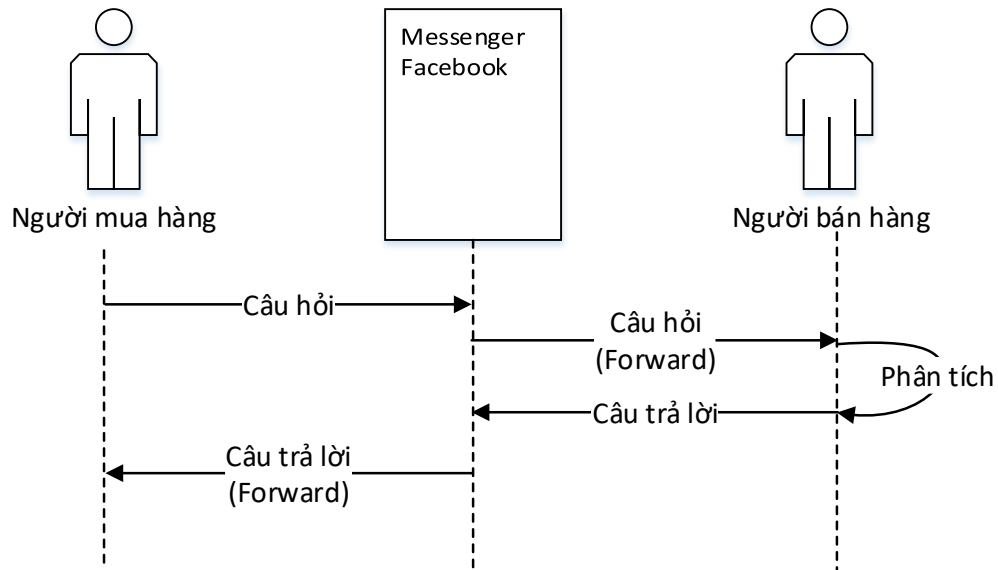 Messenger
Facebook
Người mua hàng
Người bán hàng
Câu hỏi
Câu hỏi
(Forward)
Phân tích
Câu trả lời
Câu trả lời
(Forward)